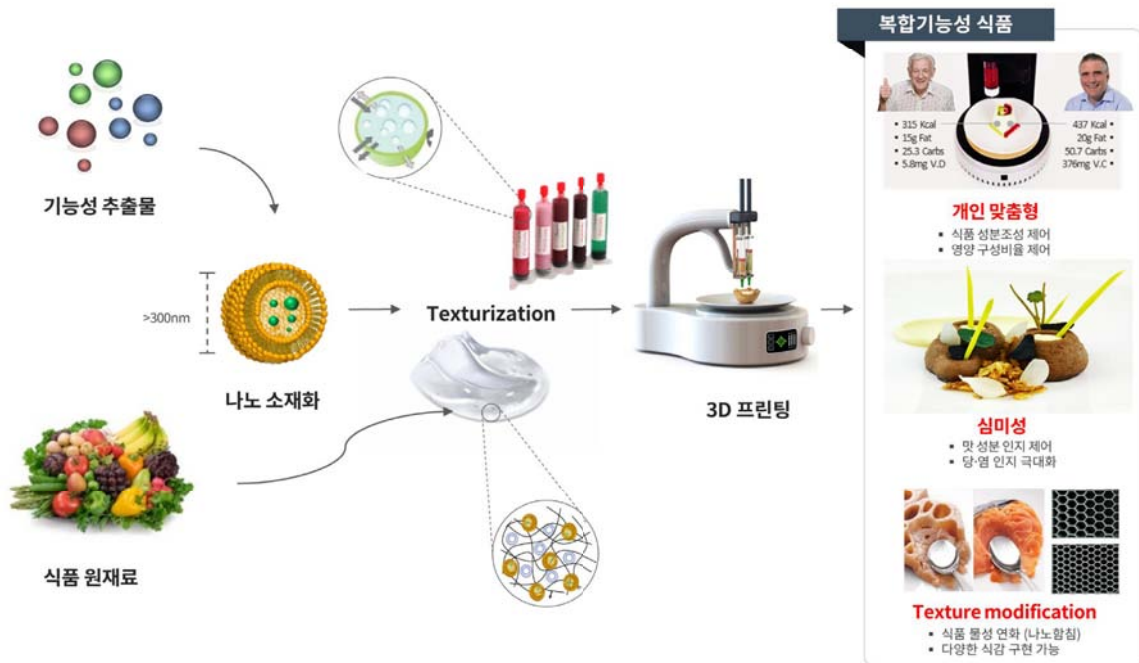 복합기능성 식품
315 Kcal
15g Fat
25.3 Carbs
5.8mg V.D
437 Kcal
20g Fat
50.7 Carbs
376mg V.C
개인 맞춤형
식품 성분조성 제어
영양 구성비율 제어
기능성 추출물
>300nm
나노 소재화
Texturization
3D 프린팅
식품 원재료
심미성
맛 성분 인지 제어
당·염 인지 극대화
Texture modification
식품 물성 연화 (나노함침)
다양한 식감 구현 가능